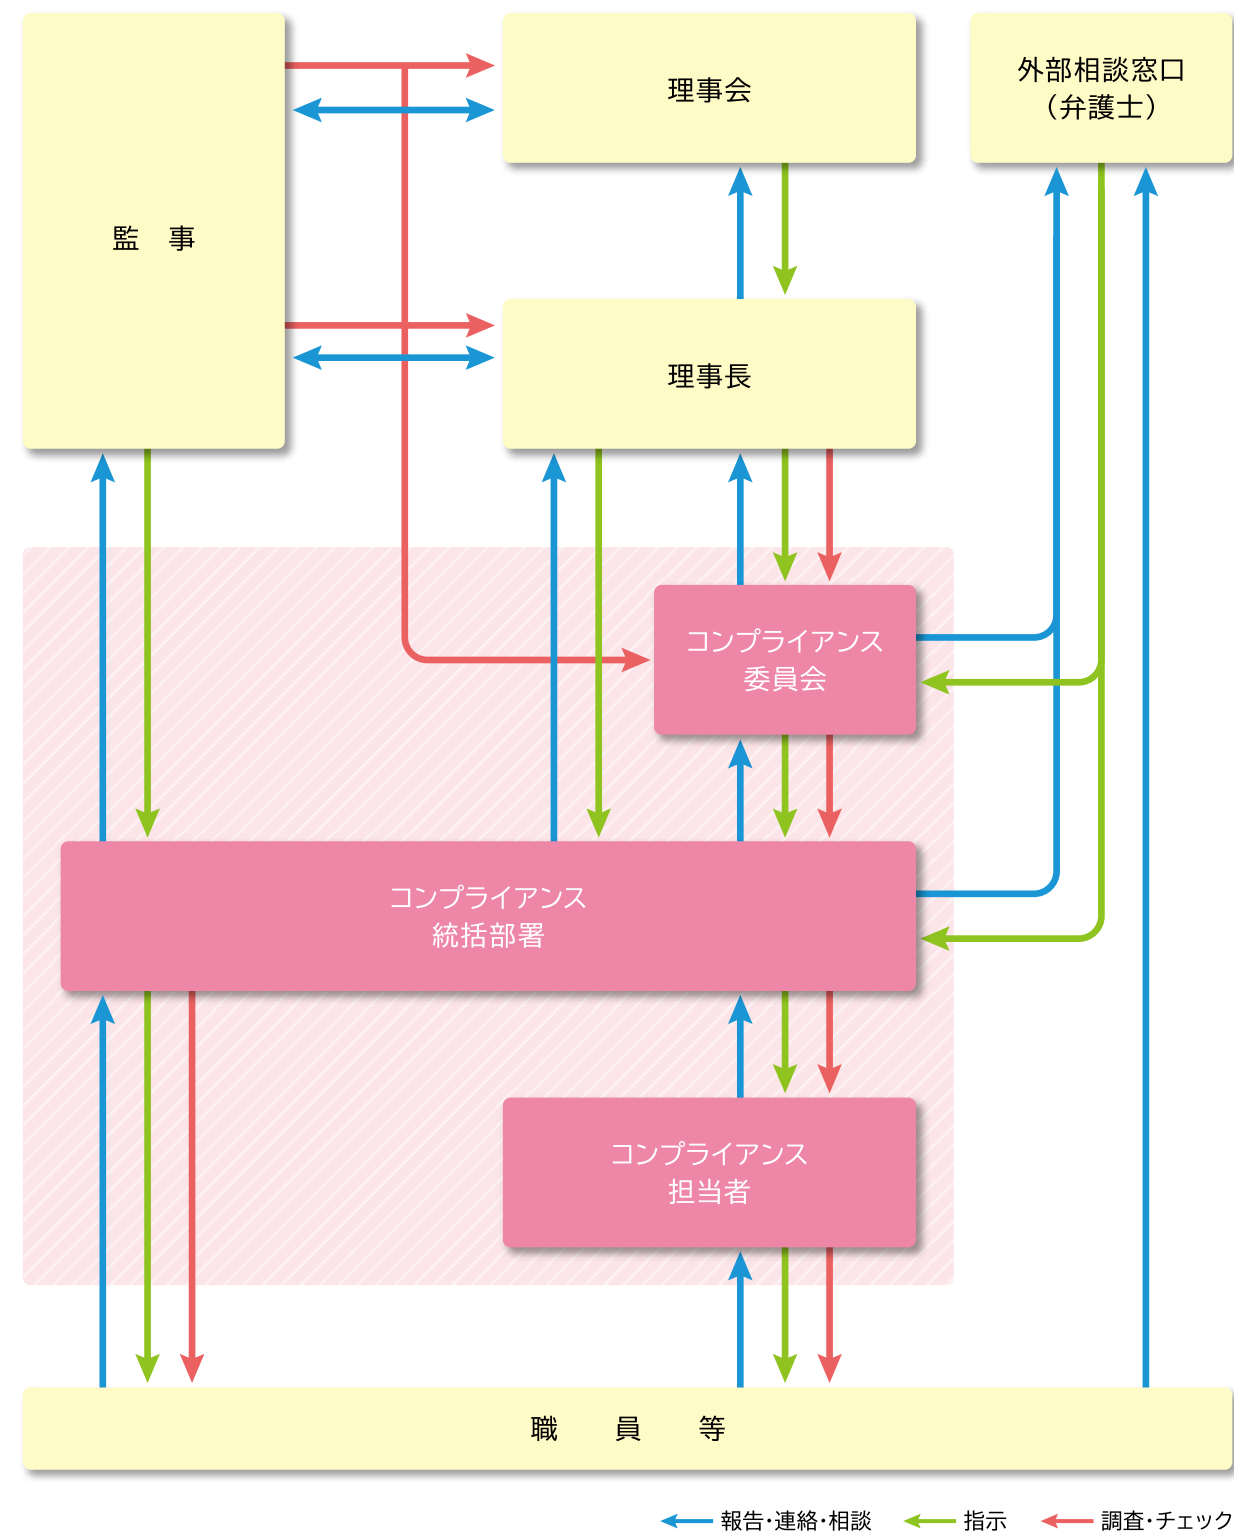 監　事
理事会
外部相談窓口
（弁護士）
理事長
コンプライアンス
委員会
コンプライアンス
統括部署
コンプライアンス
担当者
職　員　等
報告・連絡・相談
指示
調査・チェック